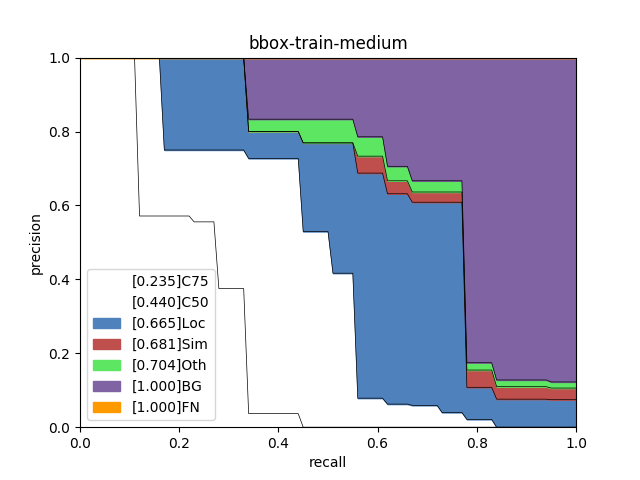 bbox-train-medium
1.0
0.8
0.6
0.4
0.2
0.0
precision
[0.235]C75
[0.440]C50
[0.665]Loc
[0.681]Sim
[0.704]Oth
[1.000]BG
[1.000]FN
0.0 0.2 0.4 0.6 0.8 1.0
recall